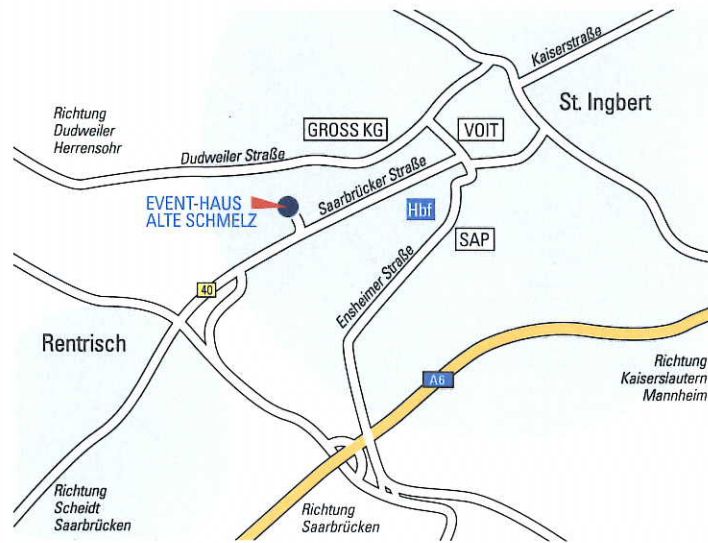 Kaiserstraße
St. Ingbert
Richtung
Dudweiler
Herrensohr
GROSS KG
VOIT
Dudweiler Straße
Saarbrücker Straße
EVENT-HAUS
ALTE SCHMELZ
Hbf
SAP
Ensheimer Straße
40
Rentrisch
A6
Richtung
Kaiserslautern
Mannheim
Richtung
Scheidt
Saarbrücken
Richtung
Saarbrücken